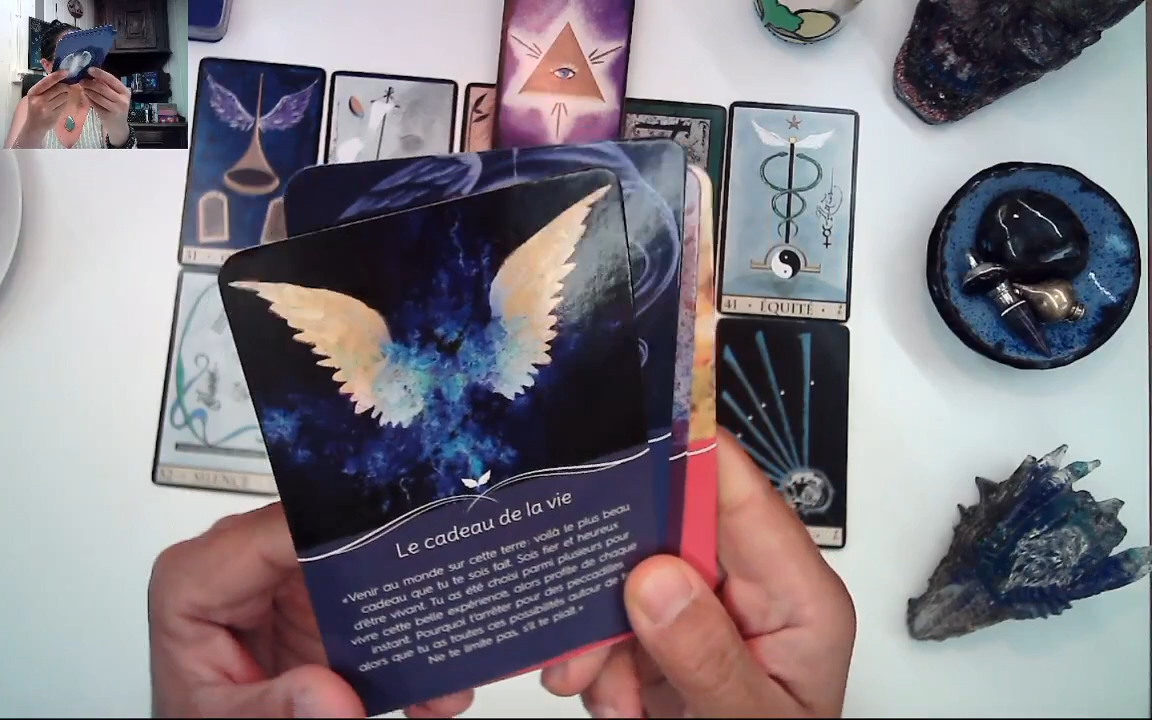 41 • ÉQUITÉ •
Le cadeau de la vie
«Venir au monde sur cette terre: voilà le plus beau
cadeau que tu te sois fait. Sois fier et heureux
d'être vivant. Tu as été choisi parmi plusieurs pour
vivre cette belle expérience, alors profite de chaque
instant. Pourquoi t'arrêter pour des peccadilles
alors que tu as toutes ces possibilités autour de
Ne te limite pas, s'il te plaît.»
SILENCE